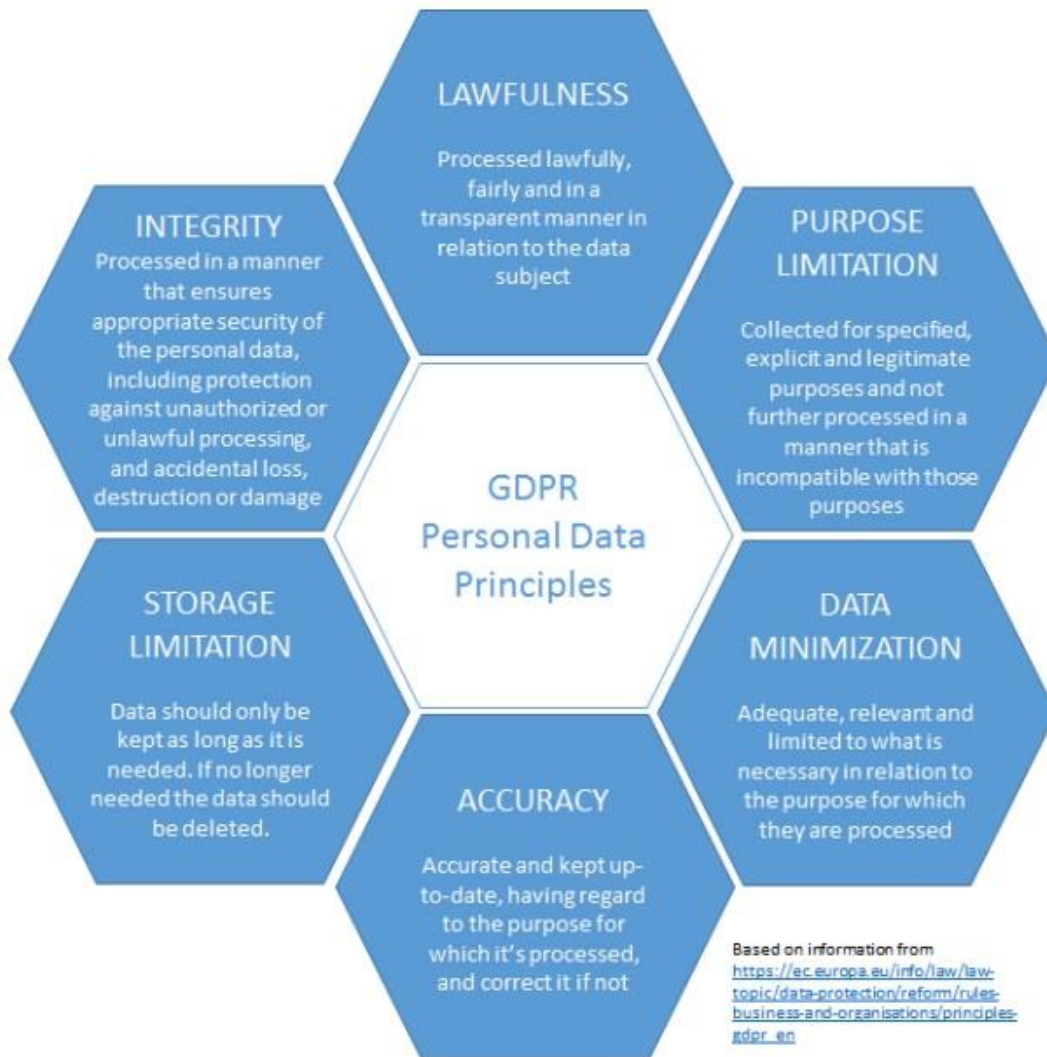 LAWFULNESS
Processed lawfully,
fairly and in a
transparent manner in
relation to the data
subject
PURPOSE
LIMITATION
Collected for specified,
explicit and legitimate
purposes and not
further processed in a
manner that is
incompatible with those
purposes
DATA
MINIMIZATION
Adequate, relevant and
limited to what is
necessary in relation to
the purpose for which
they are processed
ACCURACY
Accurate and kept up-
to-date, having regard
to the purpose for
which it's processed,
and correct it if not
STORAGE
LIMITATION
Data should only be
kept as long as it is
needed. If no longer
needed the data should
be deleted.
INTEGRITY
Processed in a manner
that ensures
appropriate security of
the personal data,
including protection
against unauthorized or
unlawful processing,
and accidental loss,
destruction or damage
GDPR
Personal Data
Principles
Based on information from
https://ec.europa.eu/info/law/law-
topic/data-protection/reform/rules-
business-and-organisations/principles-
gdpr_en